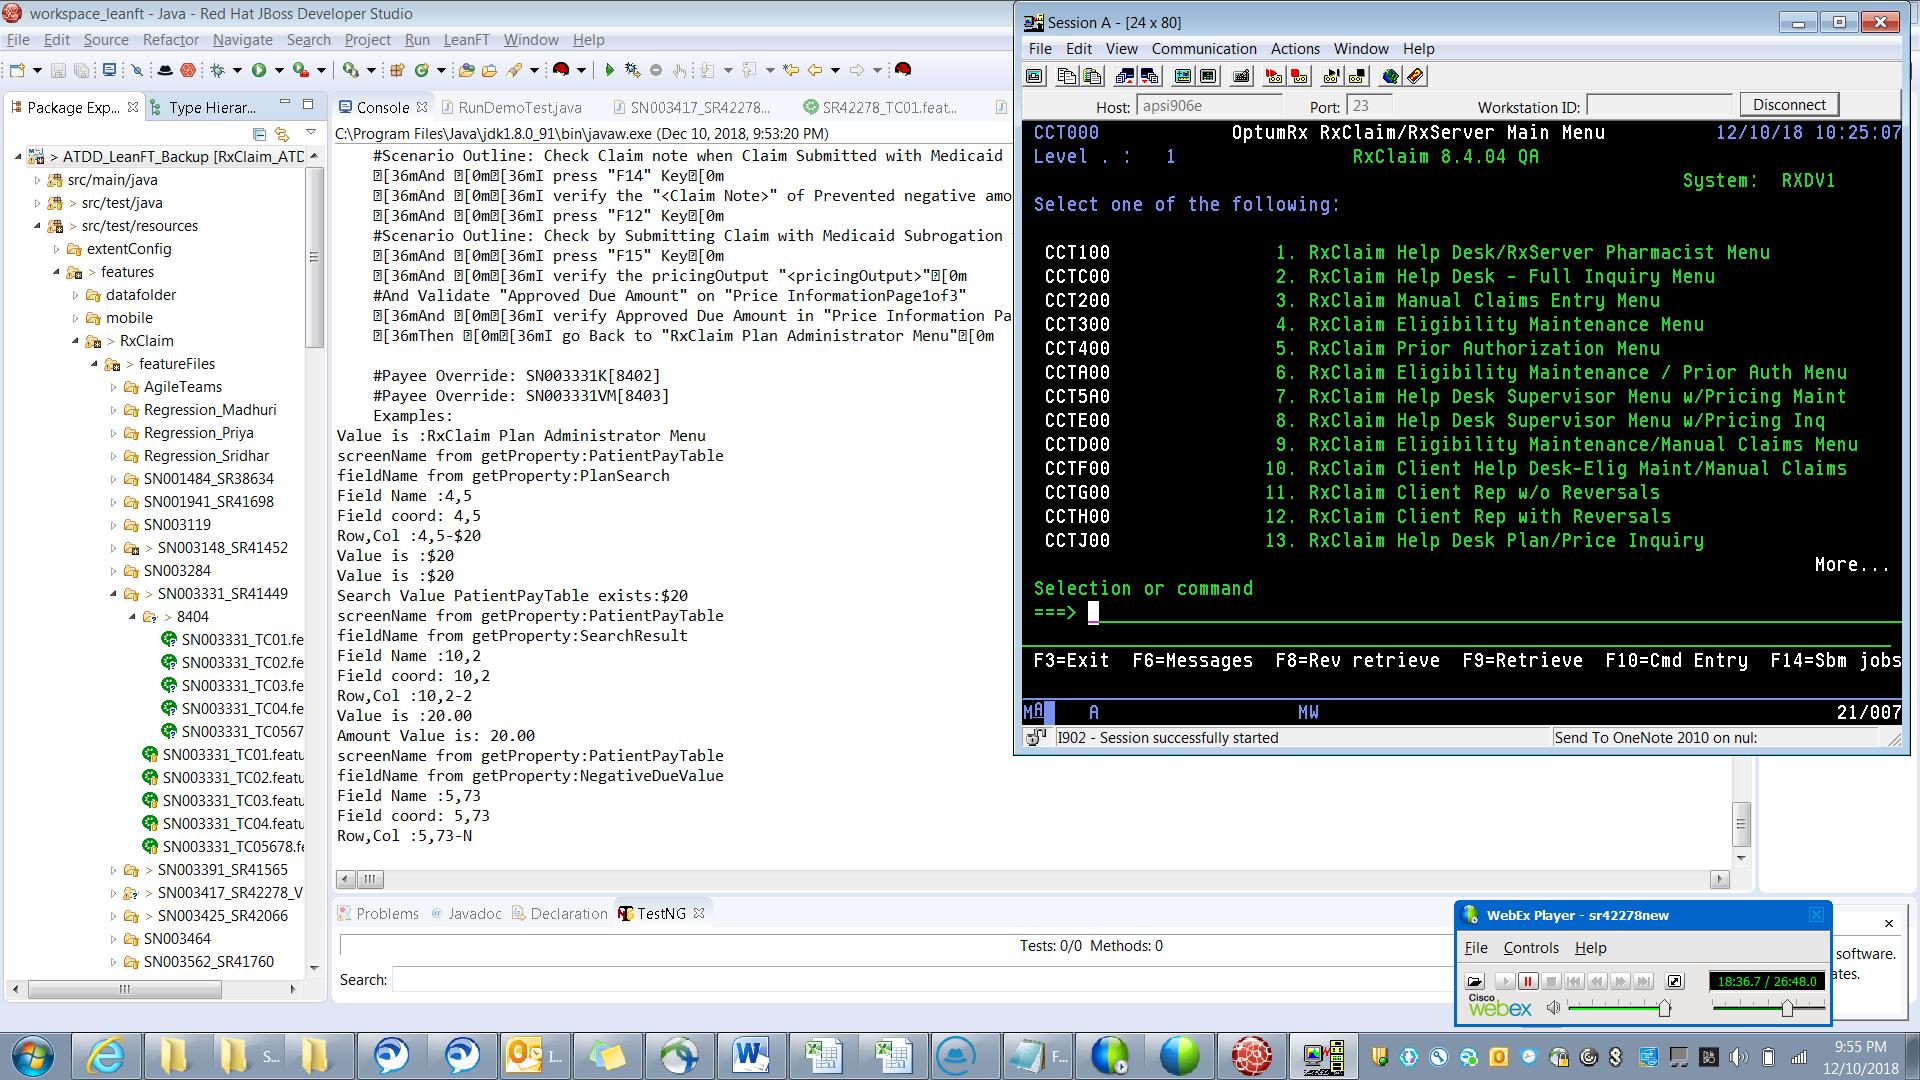 workspace_leanft - Java - Red Hat JBoss Developer Studio
File Edit Source Refactor Navigate Search Project Run LeanFT Window Help
Package Exp...
Type Hierar...
> ATDD_LeanFT_Backup [RxClaim_ATD
src/main/java
> src/test/java
> src/test/resources
extentConfig
> features
datafolder
mobile
> RxClaim
> featureFiles
AgileTeams
Regression_Madhuri
Regression_Priya
Regression_Sridhar
SN001484_SR38634
SN001941_SR41698
SN003119
> SN003148_SR41452
SN003284
> SN003331_SR41449
> 8404
SN003331_TC01.fe
SN003331_TC02.fe
SN003331_TC03.fe
SN003331_TC04.fe
SN003331_TC0567
SN003331_TC01.featu
SN003331_TC02.featu
SN003331_TC03.featu
SN003331_TC04.featu
SN003331_TC05678.fe
> SN003391_SR41565
> SN003417_SR42278_V
> SN003425_SR42066
SN003464
SN003562_SR41760
Console
RunDemoTest.java
SN003417_SR42278...
SR42278_TC01.feat...
C:\Program Files\Java\jdk1.8.0_91\bin\javaw.exe (Dec 10, 2018, 9:53:20 PM)
#Scenario Outline: Check Claim note when Claim Submitted with Medicaid
[36mAnd [0m[36mI press "F14" Key[0m
[36mAnd [0m[36mI verify the "<Claim Note>" of Prevented negative amo
[36mAnd [0m[36mI press "F12" Key[0m
#Scenario Outline: Check by Submitting Claim with Medicaid Subrogation
[36mAnd [0m[36mI press "F15" Key[0m
[36mAnd [0m[36mI verify the pricingOutput "<pricingOutput>"[0m
#And Validate "Approved Due Amount" on "Price InformationPage1of3"
[36mAnd [0m[36mI verify Approved Due Amount in "Price Information Pa
[36mThen [0m[36mI go Back to "RxClaim Plan Administrator Menu"[0m
#Payee Override: SN003331K[8402]
#Payee Override: SN003331VM[8403]
Examples:
Value is :RxClaim Plan Administrator Menu
screenName from getProperty:PatientPayTable
fieldName from getProperty:PlanSearch
Field Name :4,5
Field coord: 4,5
Row,Col :4,5-$20
Value is :$20
Value is :$20
Search Value PatientPayTable exists:$20
screenName from getProperty:PatientPayTable
fieldName from getProperty:SearchResult
Field Name :10,2
Field coord: 10,2
Row,Col :10,2-2
Value is :20.00
Amount Value is: 20.00
screenName from getProperty:PatientPayTable
fieldName from getProperty:NegativeDueValue
Field Name :5,73
Field coord: 5,73
Row,Col :5,73-N
Problems @ Javadoc Declaration TestNG
Tests: 0/0 Methods: 0
Search:
Session A - [24 x 80]
File Edit View Communication Actions Window Help
Host: apsi906e Port: 23 Workstation ID: Disconnect
CCT000 OptumRx RxClaim/RxServer Main Menu 12/10/18 10:25:07
Level . : 1 RxClaim 8.4.04 QA
System: RXDV1
Select one of the following:
CCT100 1. RxClaim Help Desk/RxServer Pharmacist Menu
CCTC00 2. RxClaim Help Desk - Full Inquiry Menu
CCT200 3. RxClaim Manual Claims Entry Menu
CCT300 4. RxClaim Eligibility Maintenance Menu
CCT400 5. RxClaim Prior Authorization Menu
CCTA00 6. RxClaim Eligibility Maintenance / Prior Auth Menu
CCT5A0 7. RxClaim Help Desk Supervisor Menu w/Pricing Maint
CCTE00 8. RxClaim Help Desk Supervisor Menu w/Pricing Inq
CCTD00 9. RxClaim Eligibility Maintenance/Manual Claims Menu
CCTF00 10. RxClaim Client Help Desk-Elig Maint/Manual Claims
CCTG00 11. RxClaim Client Rep w/o Reversals
CCTH00 12. RxClaim Client Rep with Reversals
CCTJ00 13. RxClaim Help Desk Plan/Price Inquiry
More...
Selection or command
===>
F3=Exit F6=Messages F8=Rev retrieve F9=Retrieve F10=Cmd Entry F14=Sbm jobs
MA A MW 21/007
I902 - Session successfully started
Send To OneNote 2010 on nul:
WebEx Player - sr42278new
File Controls Help
18:36.7 / 26:48.0
Cisco
webex
software.
ates.
S...
I...
F...
9:55 PM
12/10/2018